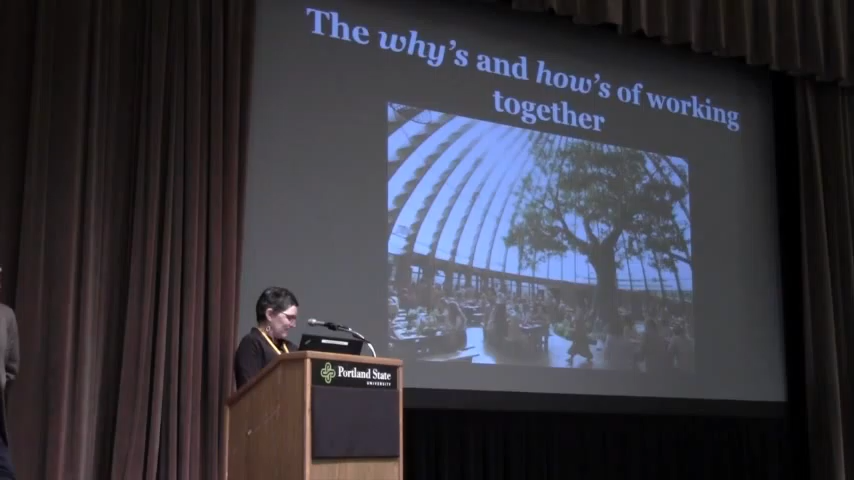 The why's and how's of working
together
Portland State
UNIVERSITY